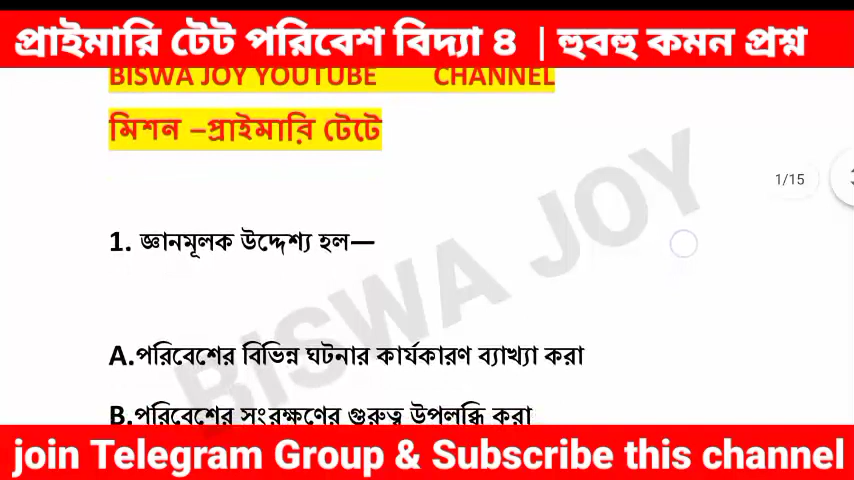 প্রাইমারি টেট পরিবেশ বিদ্যা ৪ | হুবহু কমন প্রশ্ন
BISWA JOY YOUTUBE CHANNEL
মিশন –প্রাইমারি টেটে
1/15
1. জ্ঞানমূলক উদ্দেশ্য হল—
BISWA JOY
A.পরিবেশের বিভিন্ন ঘটনার কার্যকারণ ব্যাখ্যা করা
B.পরিবেশের সংরক্ষণের গুরুত্ব উপলব্ধি করা
join Telegram Group & Subscribe this channel